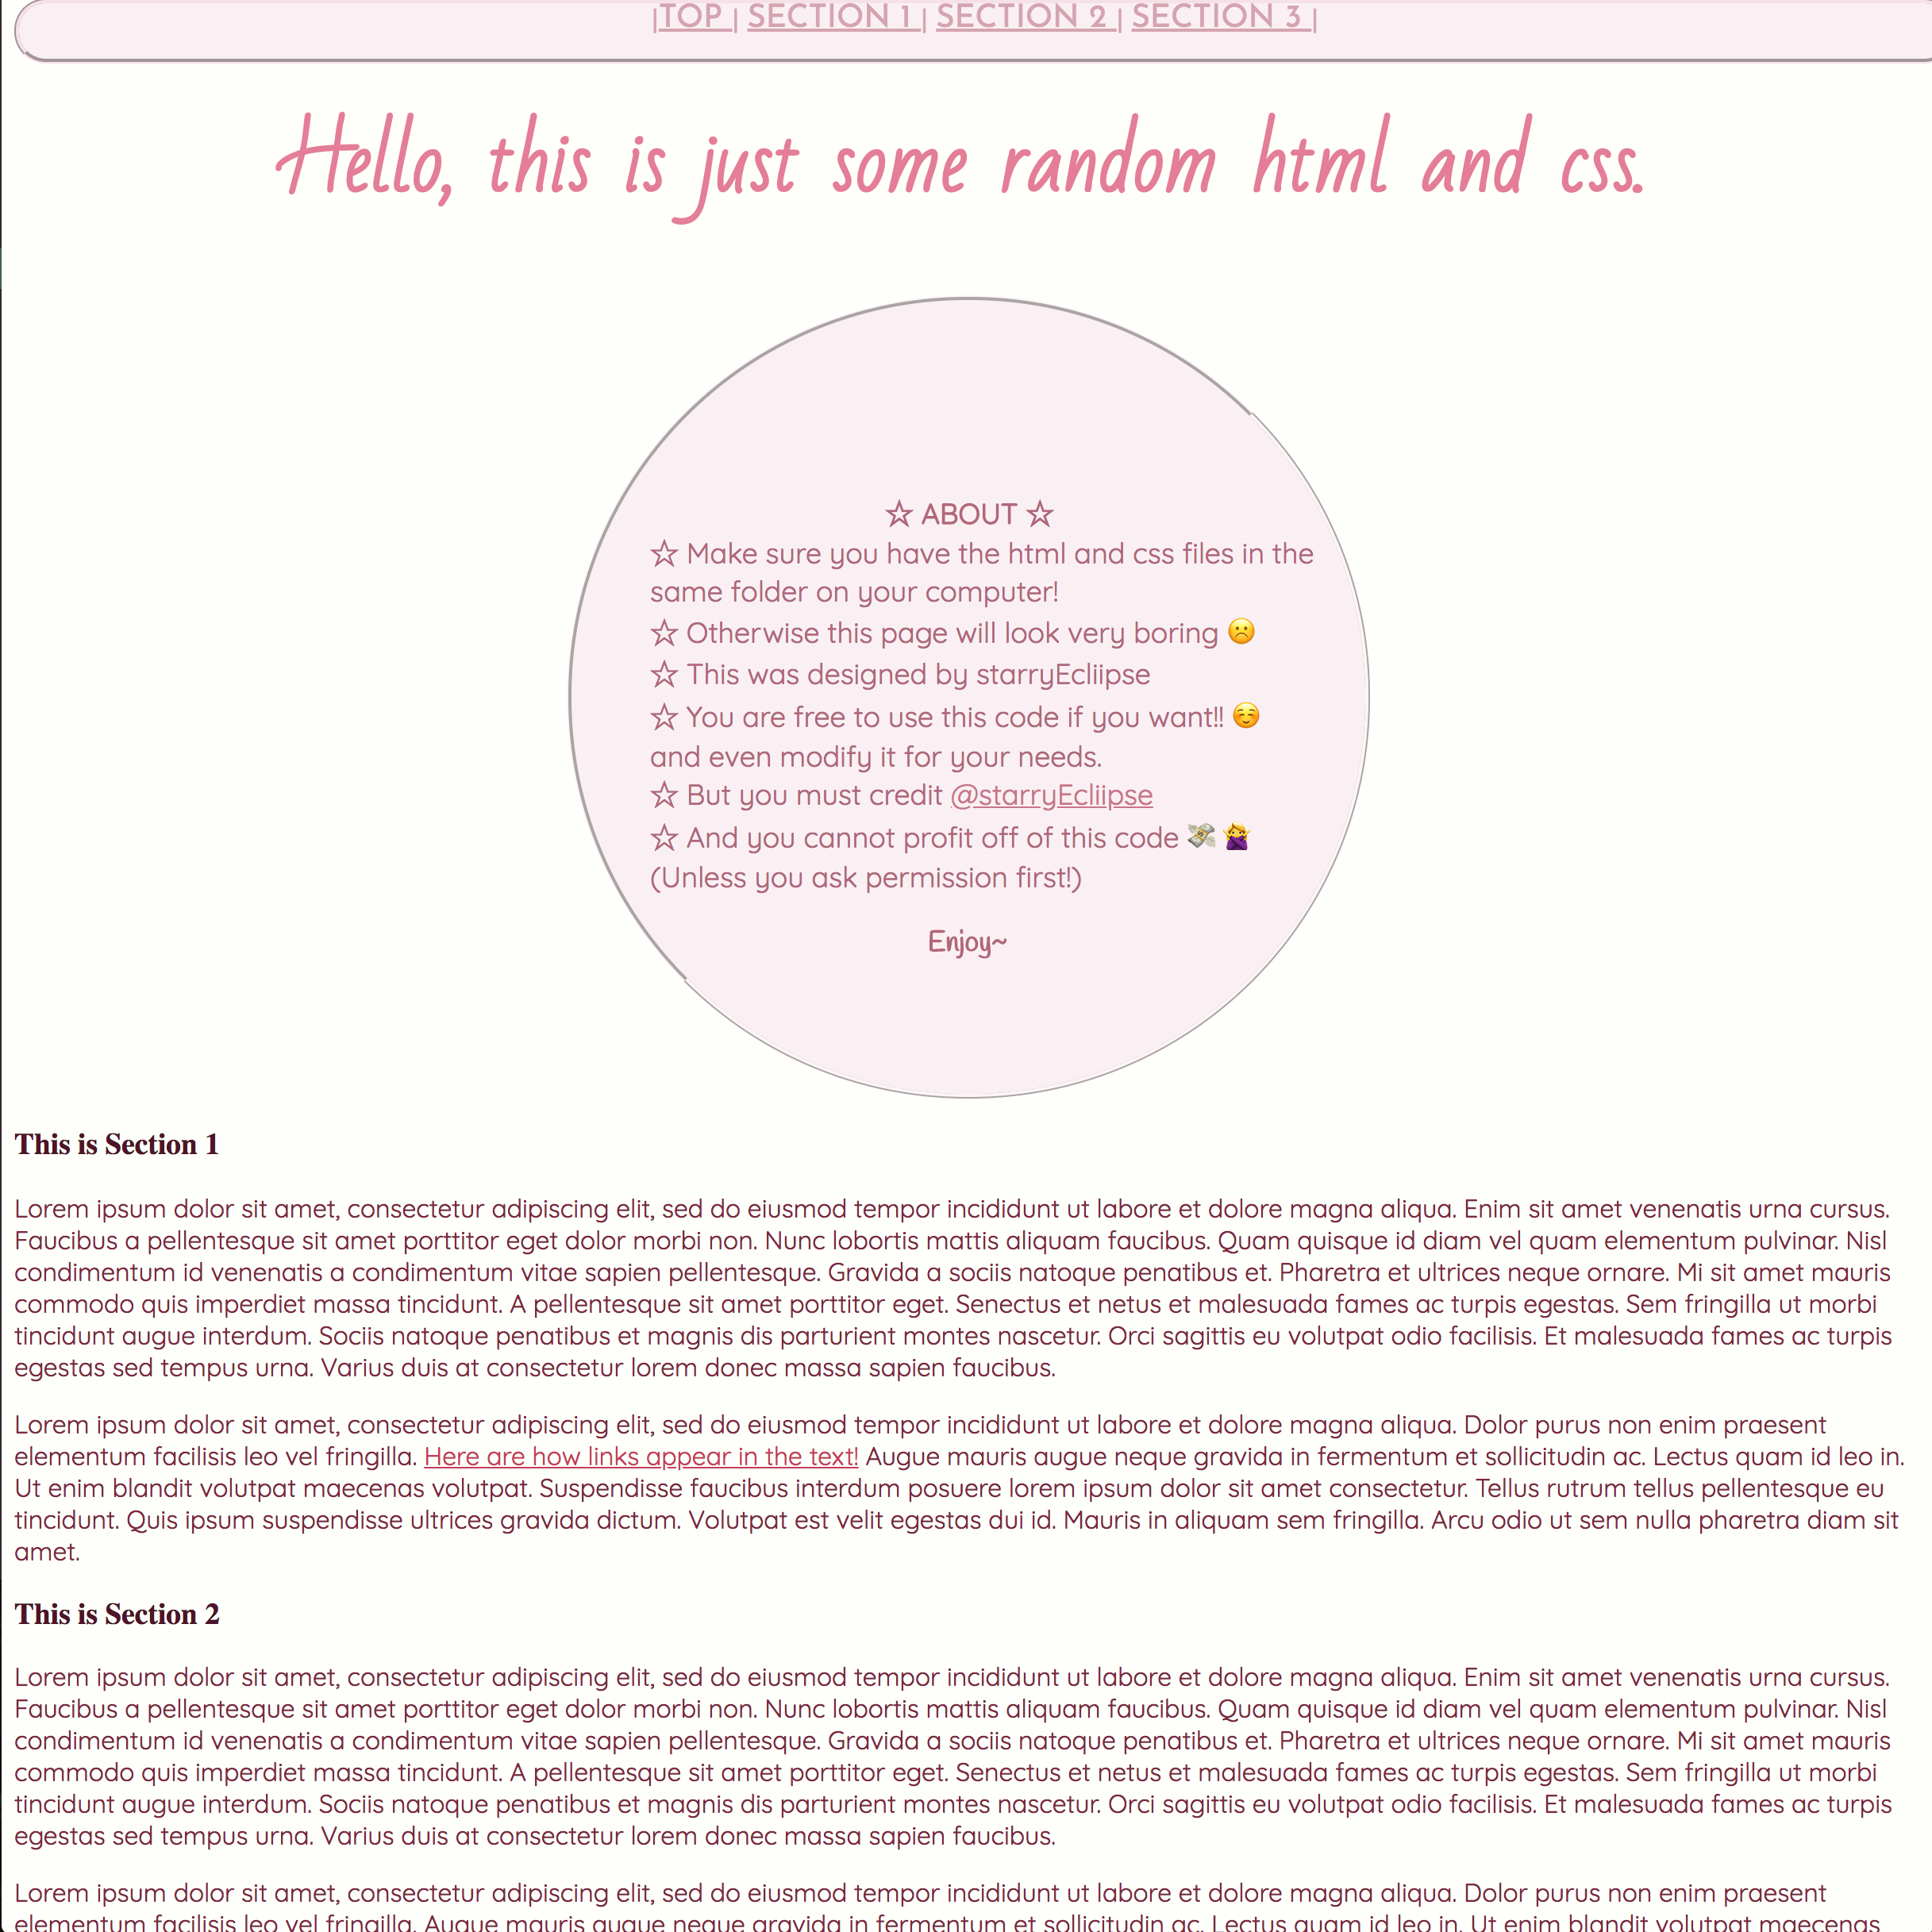 |TOP | SECTION 1 | SECTION 2 | SECTION 3 |
Hello, this is just some random html and css.
☆ ABOUT ☆
☆ Make sure you have the html and css files in the
same folder on your computer!
☆ Otherwise this page will look very boring ☹️
☆ This was designed by starryEcliipse
☆ You are free to use this code if you want!! ☺️
and even modify it for your needs.
☆ But you must credit @starryEcliipse
☆ And you cannot profit off of this code 💸 🙅‍♀️
(Unless you ask permission first!)
Enjoy~
This is Section 1
Lorem ipsum dolor sit amet, consectetur adipiscing elit, sed do eiusmod tempor incididunt ut labore et dolore magna aliqua. Enim sit amet venenatis urna cursus.
Faucibus a pellentesque sit amet porttitor eget dolor morbi non. Nunc lobortis mattis aliquam faucibus. Quam quisque id diam vel quam elementum pulvinar. Nisl
condimentum id venenatis a condimentum vitae sapien pellentesque. Gravida a sociis natoque penatibus et. Pharetra et ultrices neque ornare. Mi sit amet mauris
commodo quis imperdiet massa tincidunt. A pellentesque sit amet porttitor eget. Senectus et netus et malesuada fames ac turpis egestas. Sem fringilla ut morbi
tincidunt augue interdum. Sociis natoque penatibus et magnis dis parturient montes nascetur. Orci sagittis eu volutpat odio facilisis. Et malesuada fames ac turpis
egestas sed tempus urna. Varius duis at consectetur lorem donec massa sapien faucibus.
Lorem ipsum dolor sit amet, consectetur adipiscing elit, sed do eiusmod tempor incididunt ut labore et dolore magna aliqua. Dolor purus non enim praesent
elementum facilisis leo vel fringilla. Here are how links appear in the text! Augue mauris augue neque gravida in fermentum et sollicitudin ac. Lectus quam id leo in.
Ut enim blandit volutpat maecenas volutpat. Suspendisse faucibus interdum posuere lorem ipsum dolor sit amet consectetur. Tellus rutrum tellus pellentesque eu
tincidunt. Quis ipsum suspendisse ultrices gravida dictum. Volutpat est velit egestas dui id. Mauris in aliquam sem fringilla. Arcu odio ut sem nulla pharetra diam sit
amet.
This is Section 2
Lorem ipsum dolor sit amet, consectetur adipiscing elit, sed do eiusmod tempor incididunt ut labore et dolore magna aliqua. Enim sit amet venenatis urna cursus.
Faucibus a pellentesque sit amet porttitor eget dolor morbi non. Nunc lobortis mattis aliquam faucibus. Quam quisque id diam vel quam elementum pulvinar. Nisl
condimentum id venenatis a condimentum vitae sapien pellentesque. Gravida a sociis natoque penatibus et. Pharetra et ultrices neque ornare. Mi sit amet mauris
commodo quis imperdiet massa tincidunt. A pellentesque sit amet porttitor eget. Senectus et netus et malesuada fames ac turpis egestas. Sem fringilla ut morbi
tincidunt augue interdum. Sociis natoque penatibus et magnis dis parturient montes nascetur. Orci sagittis eu volutpat odio facilisis. Et malesuada fames ac turpis
egestas sed tempus urna. Varius duis at consectetur lorem donec massa sapien faucibus.
Lorem ipsum dolor sit amet, consectetur adipiscing elit, sed do eiusmod tempor incididunt ut labore et dolore magna aliqua. Dolor purus non enim praesent
elementum facilisis leo vel fringilla. Augue mauris augue neque gravida in fermentum et sollicitudin ac. Lectus quam id leo in. Ut enim blandit volutpat maecenas